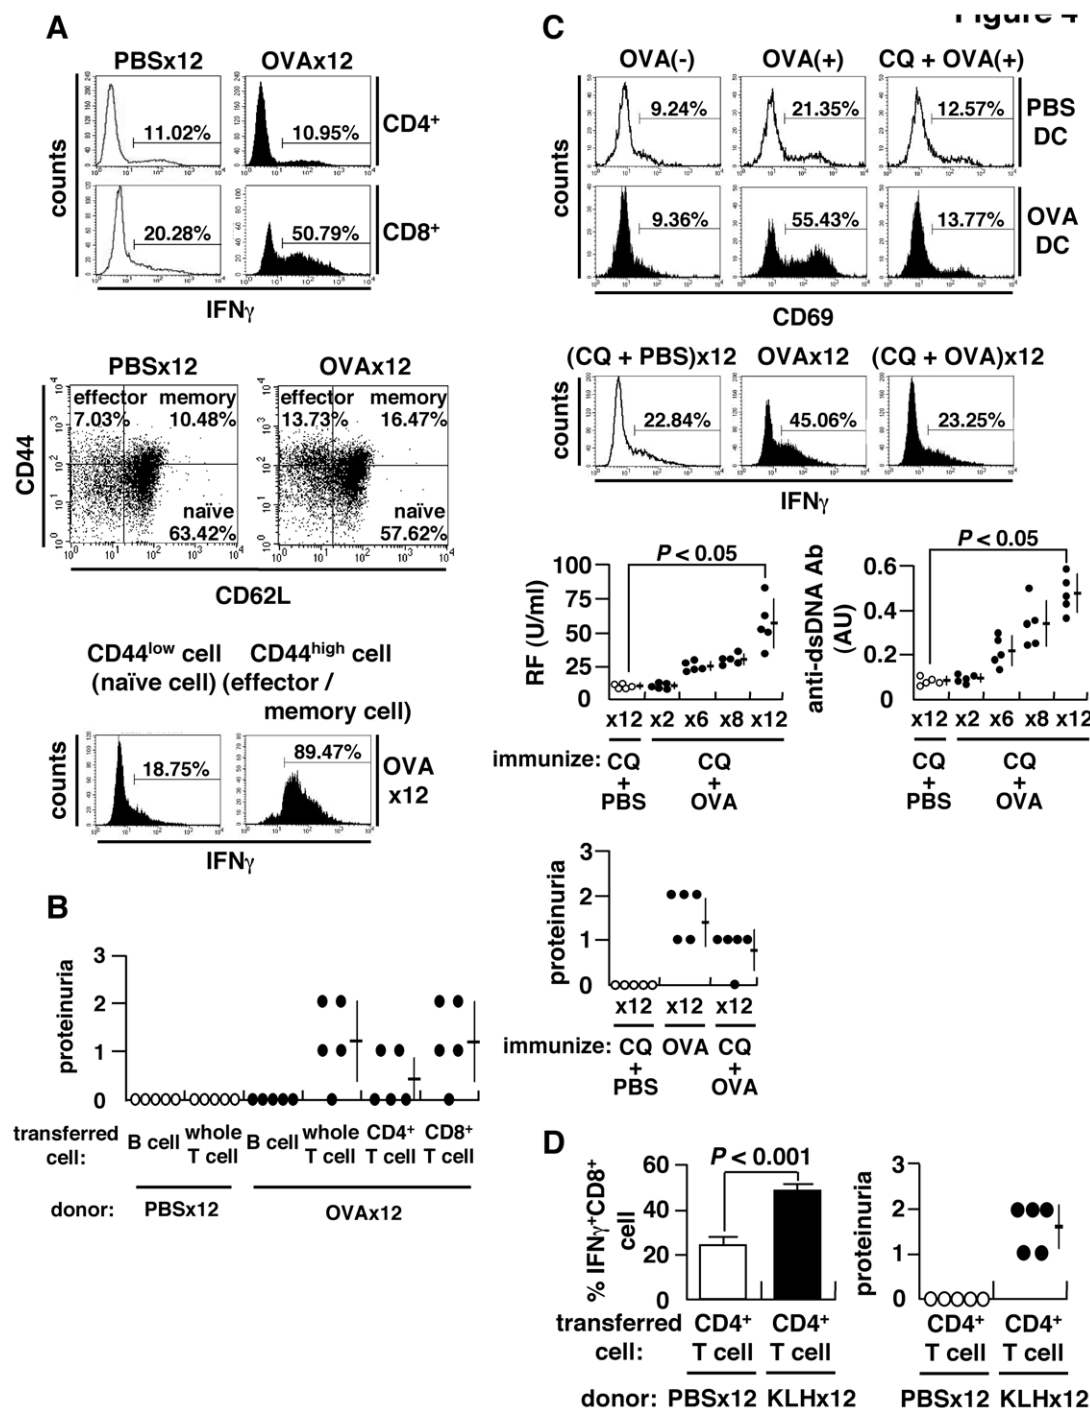 Figure 4
A
PBSx12 OVAx12
11.02% 10.95% CD4+
counts
20.28% 50.79% CD8+
IFNγ
PBSx12 OVAx12
effector memory effector memory
7.03% 10.48% 13.73% 16.47%
CD44
naïve naïve
63.42% 57.62%
CD62L
CD44low cell CD44high cell
(naïve cell) (effector /
memory cell)
18.75% 89.47% OVA
x12
counts
IFNγ
B
proteinuria
3
2
1
0
transferred cell: B cell whole T cell B cell whole T cell CD4+ T cell CD8+ T cell
donor: PBSx12 OVAx12
C
OVA(-) OVA(+) CQ + OVA(+)
9.24% 21.35% 12.57% PBS
DC
counts
9.36% 55.43% 13.77% OVA
DC
CD69
(CQ + PBS)x12 OVAx12 (CQ + OVA)x12
counts
22.84% 45.06% 23.25%
IFNγ
RF (U/ml)
P < 0.05
100
75
50
25
0
x12 x2 x6 x8 x12
immunize: CQ + PBS CQ + OVA
anti-dsDNA Ab (AU)
P < 0.05
0.6
0.4
0.2
0
x12 x2 x6 x8 x12
CQ + PBS CQ + OVA
proteinuria
3
2
1
0
x12 x12 x12
immunize: CQ + PBS OVA CQ + OVA
D
% IFNγ+CD8+ cell
P < 0.001
60
40
20
0
transferred cell: CD4+ T cell CD4+ T cell
donor: PBSx12 KLHx12
proteinuria
3
2
1
0
CD4+ T cell CD4+ T cell
PBSx12 KLHx12